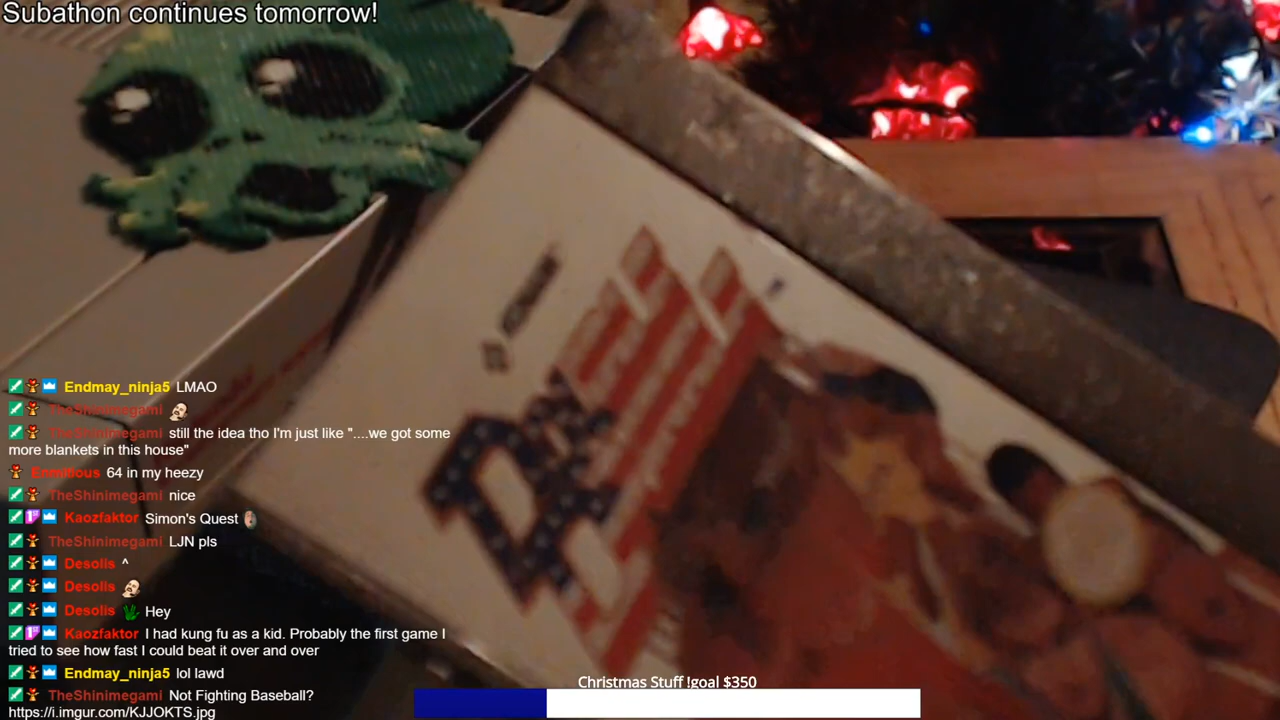 Subathon continues tomorrow!
Endmay_ninja5 LMAO
TheShinimegami
TheShinimegami still the idea tho I'm just like "....we got some
more blankets in this house"
Enmitious 64 in my heezy
TheShinimegami nice
Kaozfaktor Simon's Quest
TheShinimegami LJN pls
Desolis ^
Desolis
Desolis Hey
Kaozfaktor I had kung fu as a kid. Probably the first game I
tried to see how fast I could beat it over and over
Endmay_ninja5 lol lawd
TheShinimegami Not Fighting Baseball?
https://i.imgur.com/KJJOKTS.jpg
Christmas Stuff !goal $350